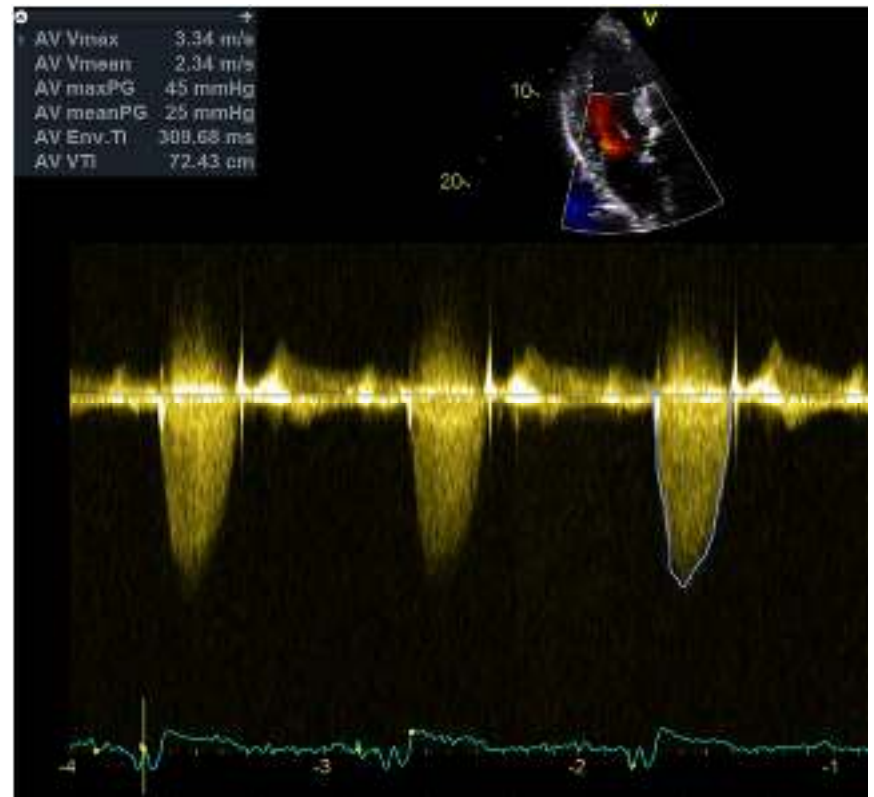 V
AV Vmax 3.34 m/s
AV Vmean 2.34 m/s
AV maxPG 45 mmHg
AV meanPG 25 mmHg
AV Env.Ti 309.68 ms
AV VTI 72.43 cm
10
20
-4 -3 -2 -1